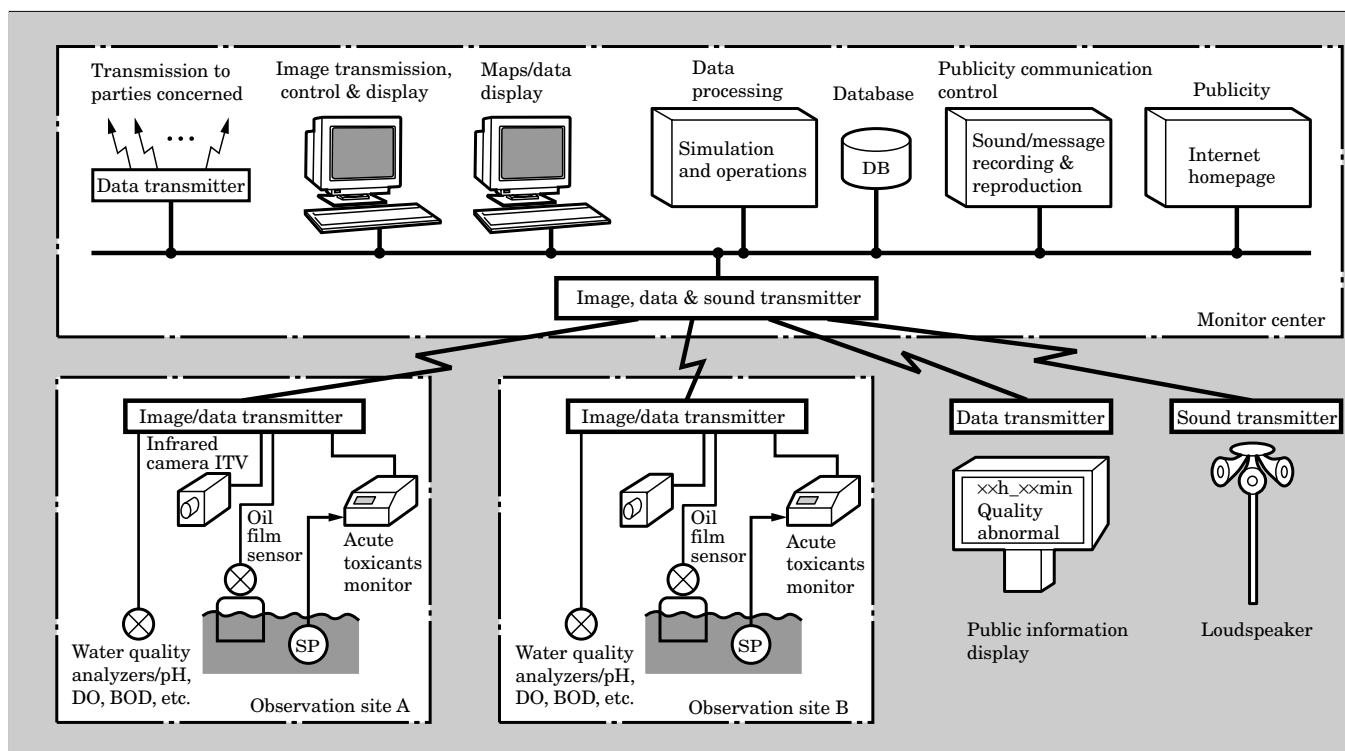 Transmission to
parties concerned
Image transmission,
control & display
Maps/data
display
Data
processing
Database
Publicity communication
control
Publicity
Data transmitter
Simulation
and operations
DB
Sound/message
recording &
reproduction
Internet
homepage
Image, data & sound transmitter
Monitor center
Image/data transmitter
Infrared
camera ITV
Oil
film
sensor
Acute
toxicants
monitor
SP
Water quality
analyzers/pH,
DO, BOD, etc.
Observation site A
Image/data transmitter
Oil
film
sensor
Acute
toxicants
monitor
SP
Water quality
analyzers/pH,
DO, BOD, etc.
Observation site B
Data transmitter
××h_××min
Quality
abnormal
Public information
display
Sound transmitter
Loudspeaker